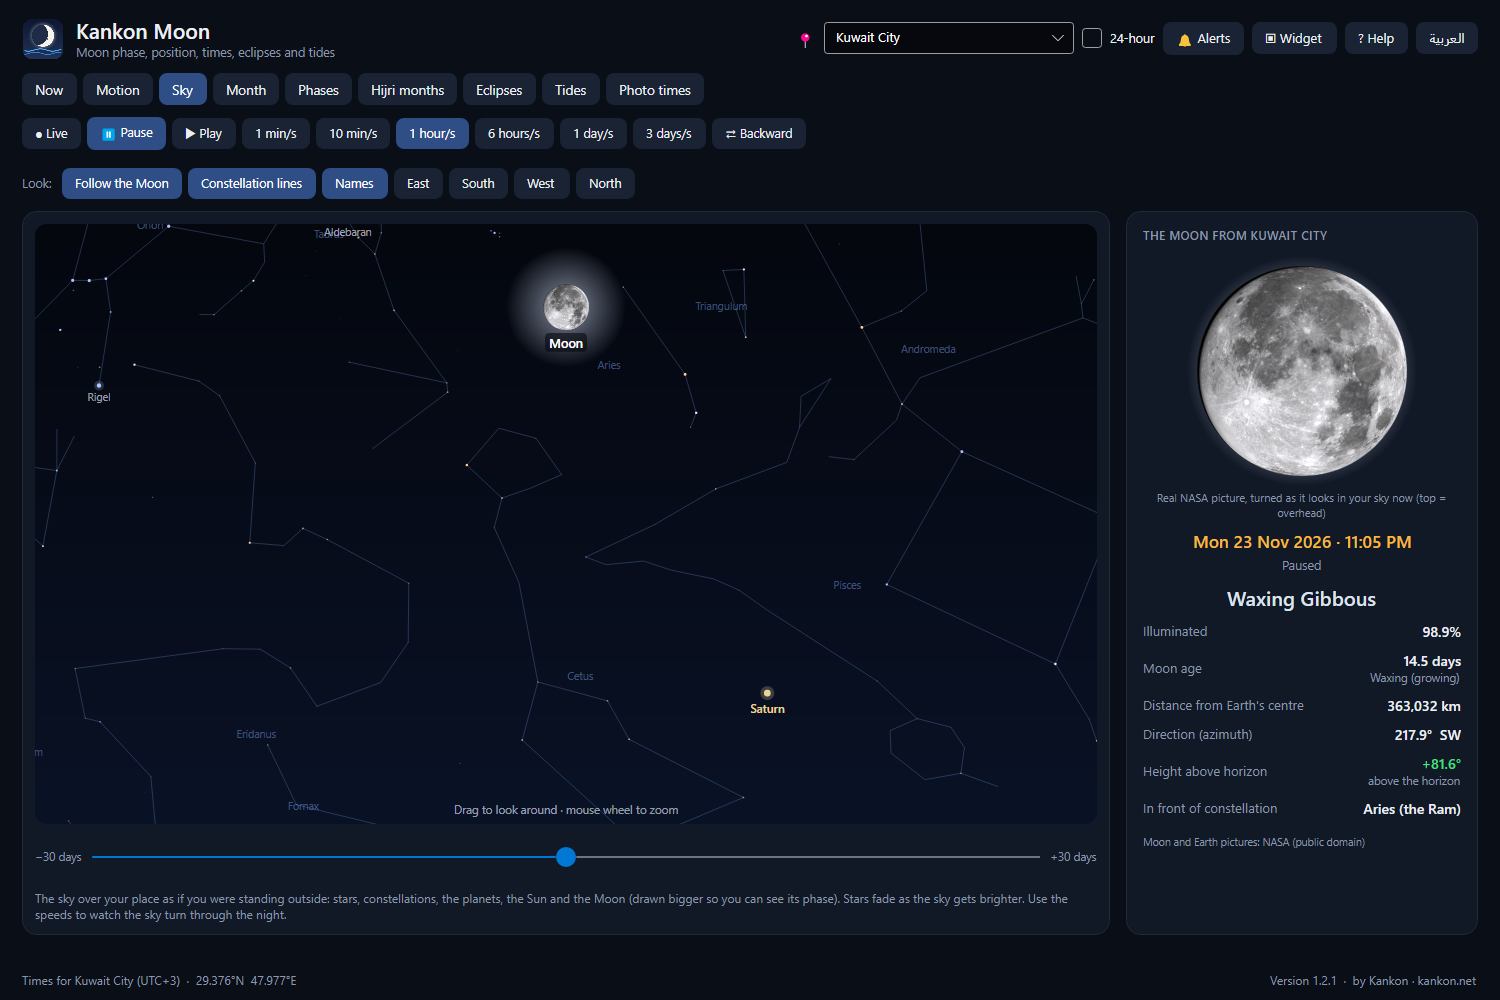 Kankon Moon
Moon phase, position, times, eclipses and tides
Kuwait City
24-hour
Alerts
Widget
? Help
العربية
Now
Motion
Sky
Month
Phases
Hijri months
Eclipses
Tides
Photo times
● Live
⏸ Pause
▶ Play
1 min/s
10 min/s
1 hour/s
6 hours/s
1 day/s
3 days/s
⇄ Backward
Look:
Follow the Moon
Constellation lines
Names
East
South
West
North
Orion
Taurus
Aldebaran
Triangulum
Moon
Andromeda
Aries
Rigel
Pisces
Cetus
Saturn
Eridanus
m
Fornax
Drag to look around · mouse wheel to zoom
−30 days
+30 days
The sky over your place as if you were standing outside: stars, constellations, the planets, the Sun and the Moon (drawn bigger so you can see its phase). Stars fade as the sky gets brighter. Use the
speeds to watch the sky turn through the night.
THE MOON FROM KUWAIT CITY
Real NASA picture, turned as it looks in your sky now (top =
overhead)
Mon 23 Nov 2026 · 11:05 PM
Paused
Waxing Gibbous
Illuminated 98.9%
Moon age 14.5 days
Waxing (growing)
Distance from Earth's centre 363,032 km
Direction (azimuth) 217.9° SW
Height above horizon +81.6°
above the horizon
In front of constellation Aries (the Ram)
Moon and Earth pictures: NASA (public domain)
Times for Kuwait City (UTC+3) · 29.376°N 47.977°E
Version 1.2.1 · by Kankon · kankon.net